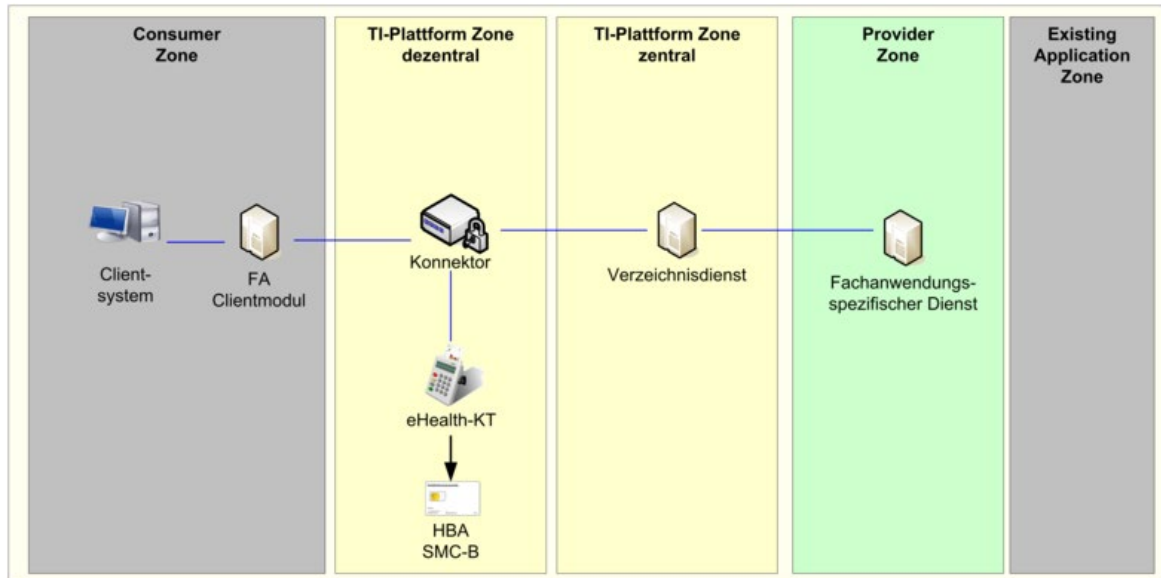 Consumer
Zone
TI-Plattform Zone
dezentral
TI-Plattform Zone
zentral
Provider
Zone
Existing
Application
Zone
Client-
system
FA
Clientmodul
Konnektor
Verzeichnisdienst
Fachanwendungs-
spezifischer Dienst
eHealth-KT
HBA
SMC-B